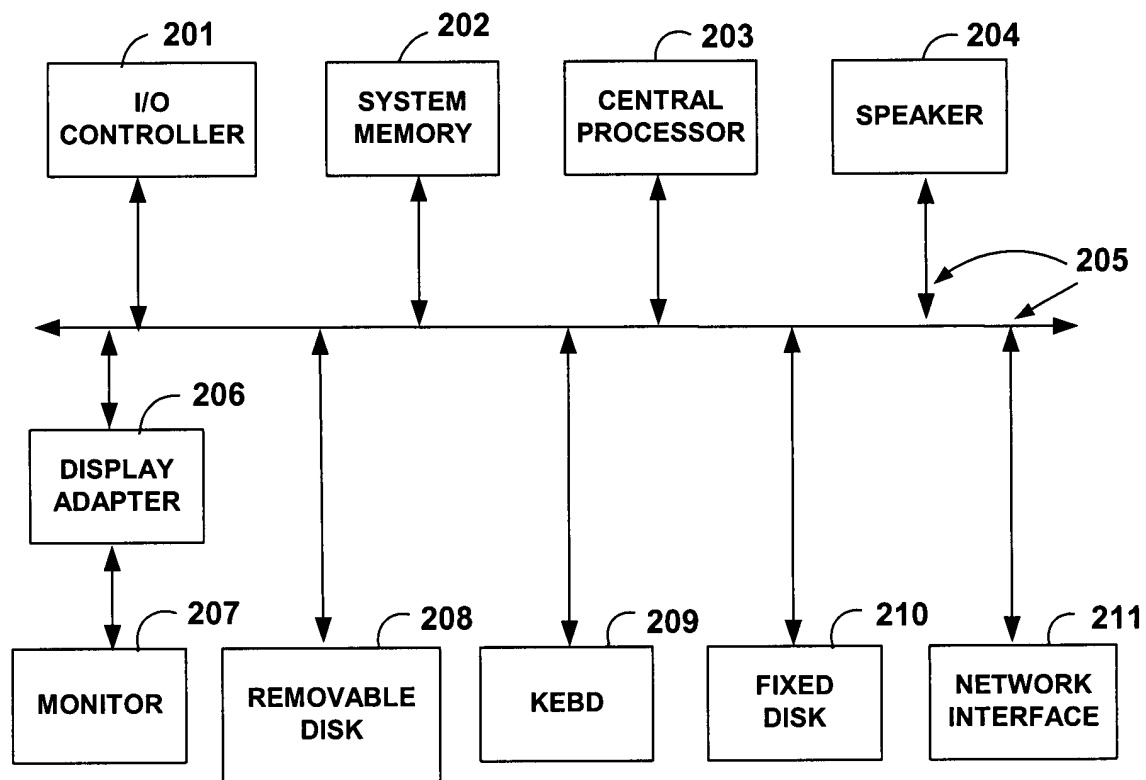 201
202
203
204
I/O
CONTROLLER
SYSTEM
MEMORY
CENTRAL
PROCESSOR
SPEAKER
205
206
DISPLAY
ADAPTER
207
208
209
210
211
MONITOR
REMOVABLE
DISK
KEBD
FIXED
DISK
NETWORK
INTERFACE